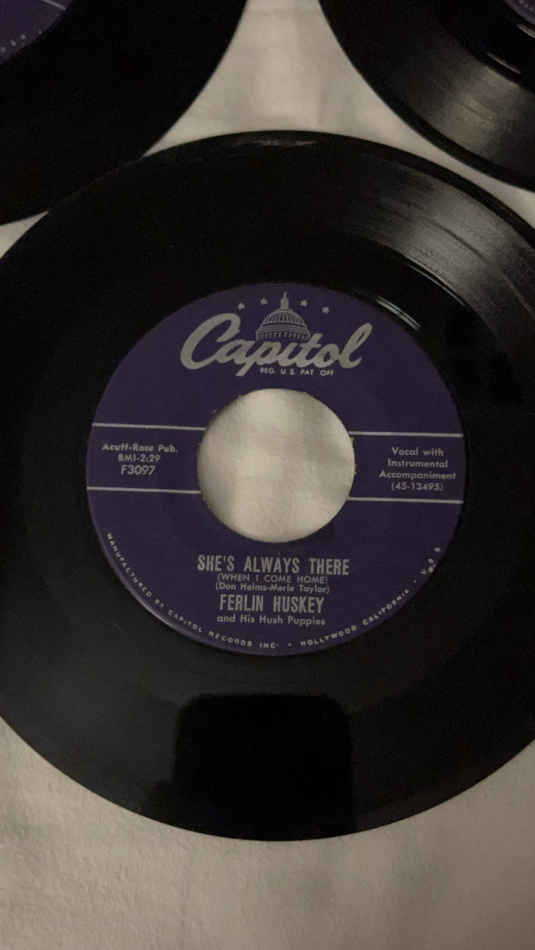 Capitol
REG. U.S. PAT. OFF.
Acuff-Rose Pub.
BMI-2:29
F3097
Vocal with
Instrumental
Accompaniment
(45-13495)
SHE'S ALWAYS THERE
(WHEN I COME HOME)
(Don Helms-Merle Taylor)
FERLIN HUSKEY
and His Hush Puppies
MANUFACTURED BY CAPITOL RECORDS INC. • HOLLYWOOD CALIFORNIA • U.S.A.